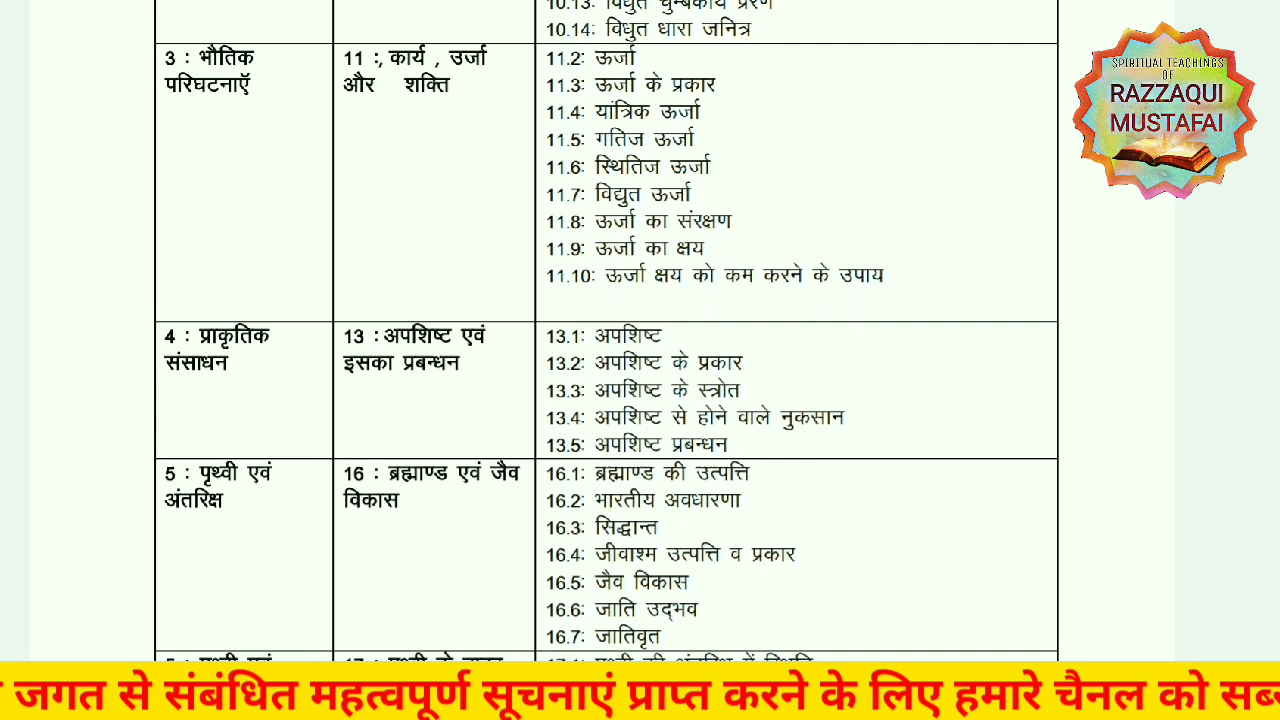 10.13: विधुत चुम्बकीय प्रेरण
10.14: विधुत धारा जनित्र
3 : भौतिक परिघटनाऍ
11 :, कार्य , उर्जा और शक्ति
11.2: ऊर्जा
11.3: ऊर्जा के प्रकार
11.4: यांत्रिक ऊर्जा
11.5: गतिज ऊर्जा
11.6: स्थितिज ऊर्जा
11.7: विद्युत ऊर्जा
11.8: ऊर्जा का संरक्षण
11.9: ऊर्जा का क्षय
11.10: ऊर्जा क्षय को कम करने के उपाय
4 : प्राकृतिक संसाधन
13 : अपशिष्ट एवं इसका प्रबन्धन
13.1: अपशिष्ट
13.2: अपशिष्ट के प्रकार
13.3: अपशिष्ट के स्त्रोत
13.4: अपशिष्ट से होने वाले नुकसान
13.5: अपशिष्ट प्रबन्धन
5 : पृथ्वी एवं अंतरिक्ष
16 : ब्रह्माण्ड एवं जैव विकास
16.1: ब्रह्माण्ड की उत्पत्ति
16.2: भारतीय अवधारणा
16.3: सिद्धान्त
16.4: जीवाश्म उत्पत्ति व प्रकार
16.5: जैव विकास
16.6: जाति उद्भव
16.7: जातिवृत
SPIRITUAL TEACHINGS
OF
RAZZAQUI
MUSTAFAI
जगत से संबंधित महत्वपूर्ण सूचनाएं प्राप्त करने के लिए हमारे चैनल को